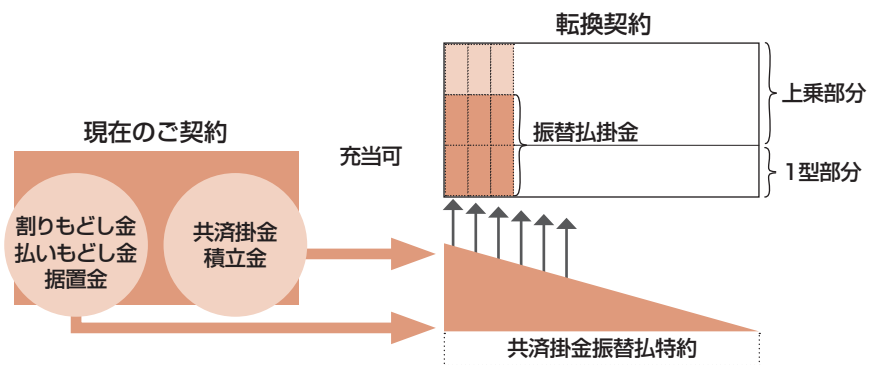 転換契約
上乗部分
振替払掛金
1型部分
現在のご契約
充当可
割りもどし金
払いもどし金
据置金
共済掛金
積立金
共済掛金振替払特約